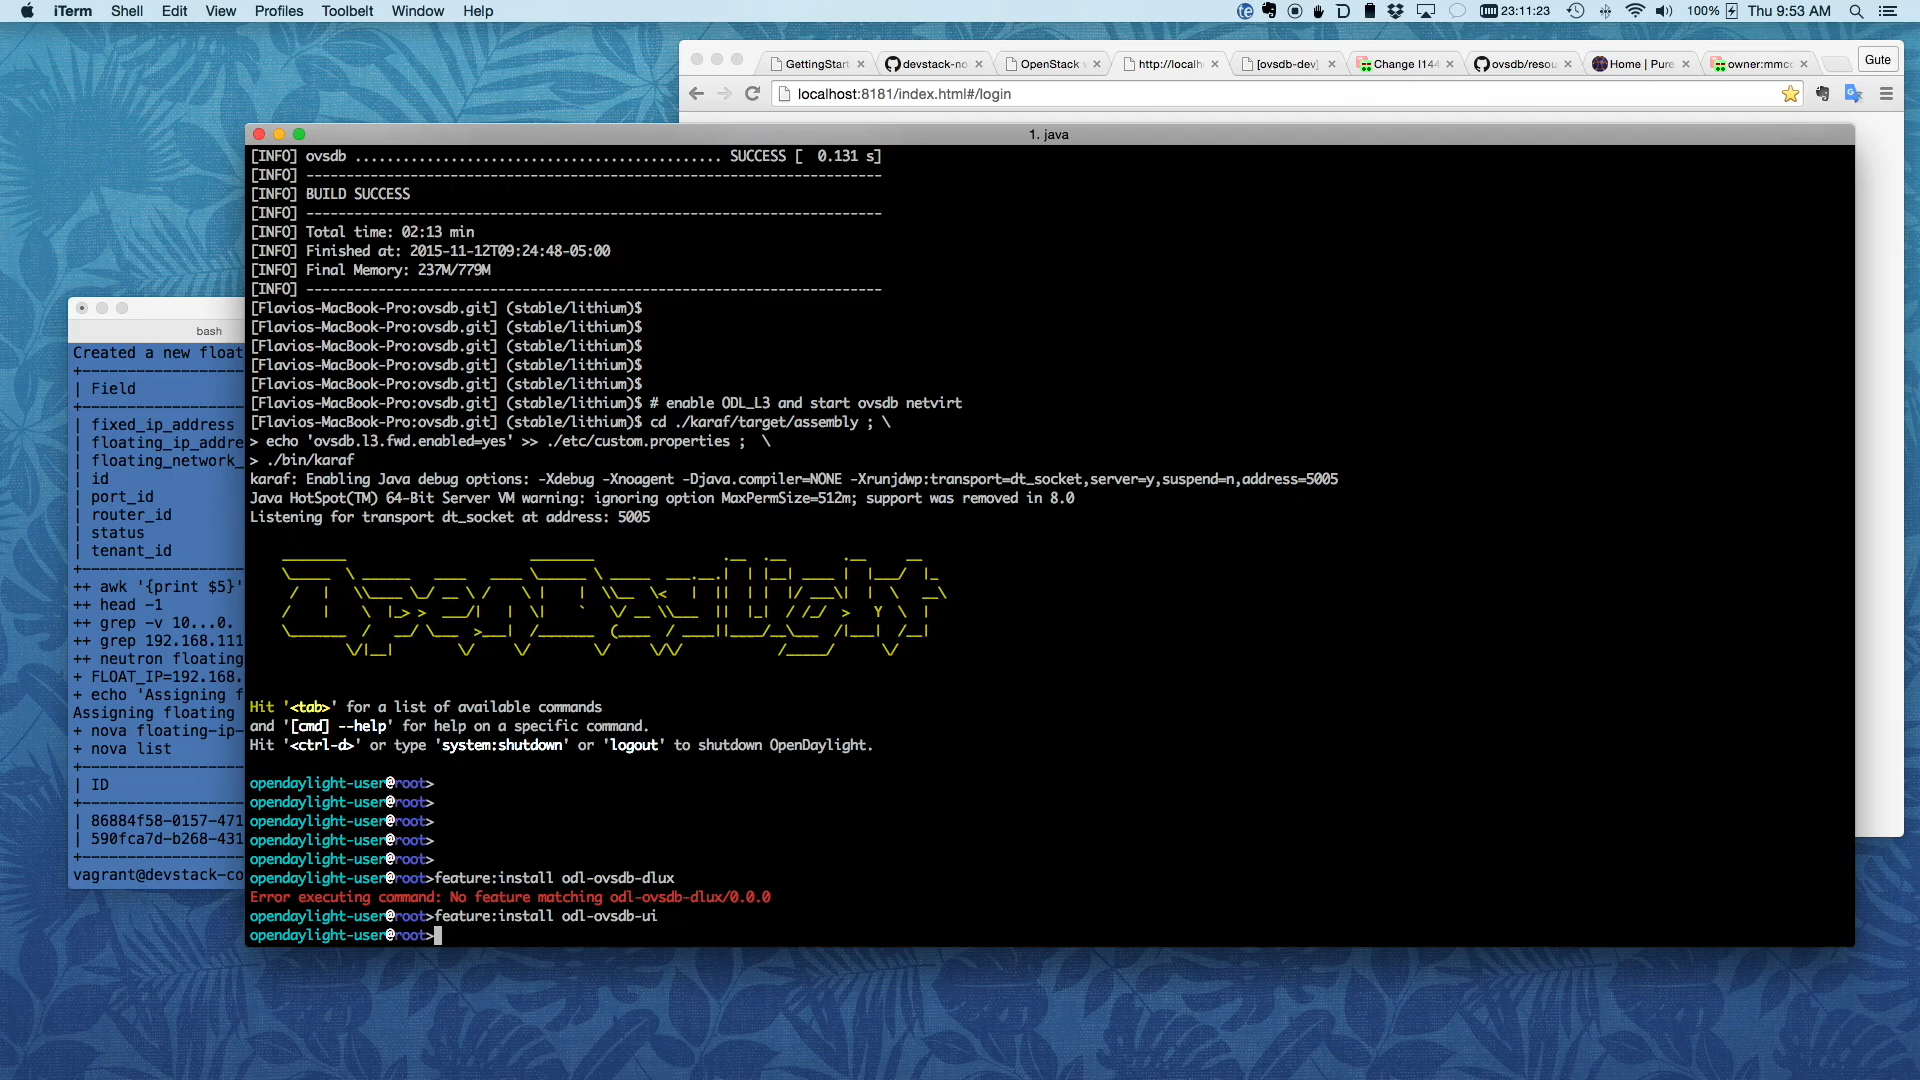 iTerm Shell Edit View Profiles Toolbelt Window Help
23:11:23 100% Thu 9:53 AM
GettingStart
devstack-no
OpenStack
http://localh
[ovsdb-dev]
Change I144
ovsdb/resou
Home | Pure
owner:mmcc
Gute
localhost:8181/index.html#/login
1. java
[INFO] ovsdb .............................................. SUCCESS [  0.131 s]
[INFO] ------------------------------------------------------------------------
[INFO] BUILD SUCCESS
[INFO] ------------------------------------------------------------------------
[INFO] Total time: 02:13 min
[INFO] Finished at: 2015-11-12T09:24:48-05:00
[INFO] Final Memory: 237M/779M
[INFO] ------------------------------------------------------------------------
[Flavios-MacBook-Pro:ovsdb.git] (stable/lithium)$
[Flavios-MacBook-Pro:ovsdb.git] (stable/lithium)$
[Flavios-MacBook-Pro:ovsdb.git] (stable/lithium)$
[Flavios-MacBook-Pro:ovsdb.git] (stable/lithium)$
[Flavios-MacBook-Pro:ovsdb.git] (stable/lithium)$
[Flavios-MacBook-Pro:ovsdb.git] (stable/lithium)$ # enable ODL_L3 and start ovsdb netvirt
[Flavios-MacBook-Pro:ovsdb.git] (stable/lithium)$ cd ./karaf/target/assembly ; \
> echo 'ovsdb.l3.fwd.enabled=yes' >> ./etc/custom.properties ;  \
> ./bin/karaf
karaf: Enabling Java debug options: -Xdebug -Xnoagent -Djava.compiler=NONE -Xrunjdwp:transport=dt_socket,server=y,suspend=n,address=5005
Java HotSpot(TM) 64-Bit Server VM warning: ignoring option MaxPermSize=512m; support was removed in 8.0
Listening for transport dt_socket at address: 5005
OpenDaylight
Hit '<tab>' for a list of available commands
and '[cmd] --help' for help on a specific command.
Hit '<ctrl-d>' or type 'system:shutdown' or 'logout' to shutdown OpenDaylight.
opendaylight-user@root>
opendaylight-user@root>
opendaylight-user@root>
opendaylight-user@root>
opendaylight-user@root>
opendaylight-user@root>feature:install odl-ovsdb-dlux
Error executing command: No feature matching odl-ovsdb-dlux/0.0.0
opendaylight-user@root>feature:install odl-ovsdb-ui
opendaylight-user@root>
bash
Created a new float
| Field
| fixed_ip_address
| floating_ip_addre
| floating_network_
| id
| port_id
| router_id
| status
| tenant_id
++ awk '{print $5}'
++ head -1
++ grep -v 10...0.
++ grep 192.168.111
++ neutron floating
+ FLOAT_IP=192.168.
+ echo 'Assigning f
Assigning floating
+ nova floating-ip-
+ nova list
| ID
| 86884f58-0157-471
| 590fca7d-b268-431
vagrant@devstack-co